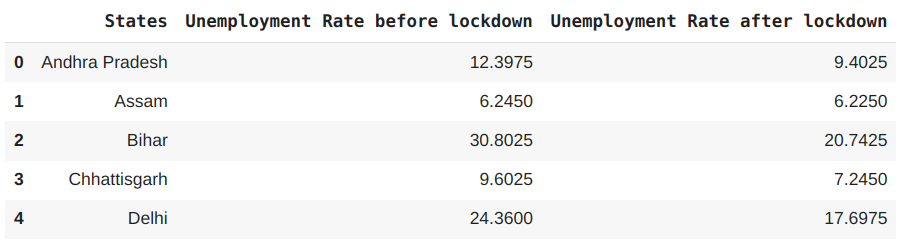 States Unemployment Rate before lockdown Unemployment Rate after lockdown
0 Andhra Pradesh 12.3975 9.4025
1 Assam 6.2450 6.2250
2 Bihar 30.8025 20.7425
3 Chhattisgarh 9.6025 7.2450
4 Delhi 24.3600 17.6975